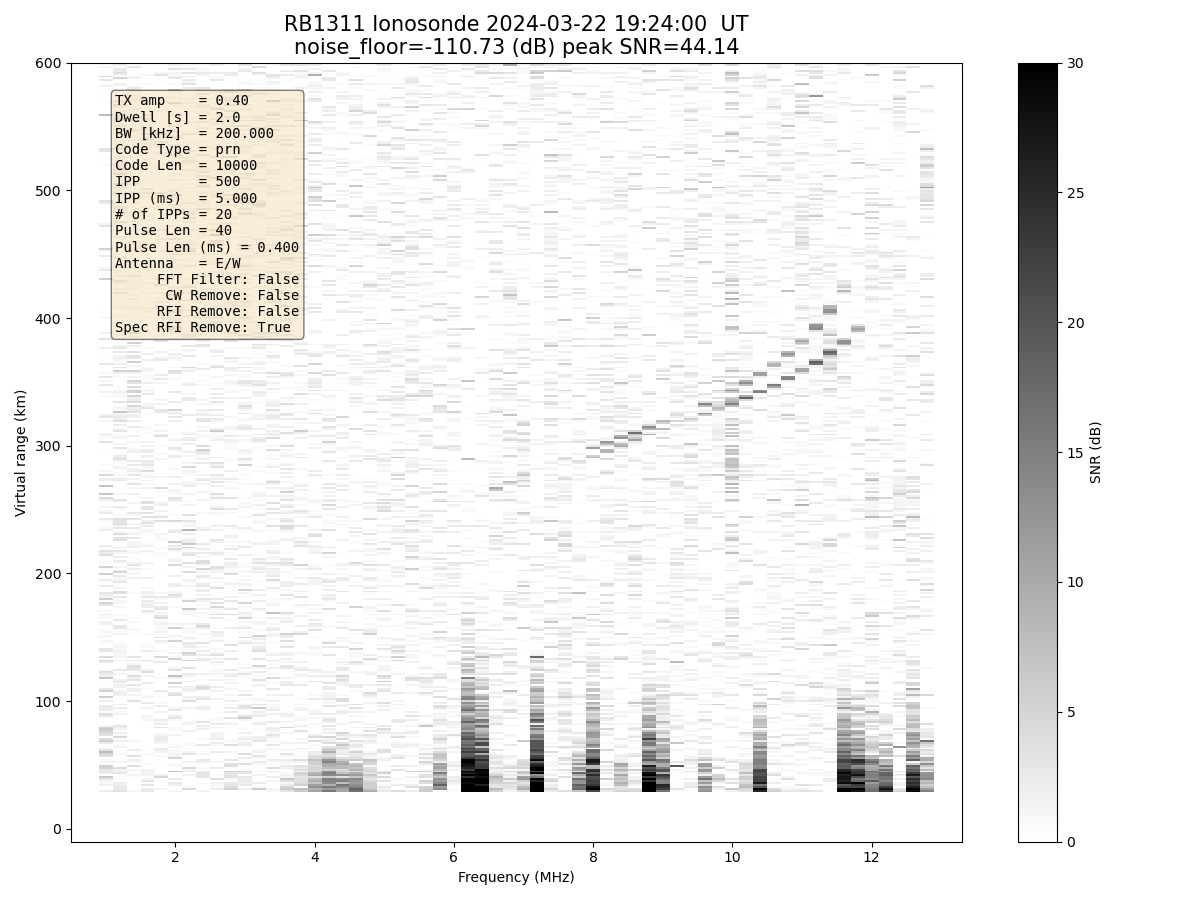 RB1311 Ionosonde 2024-03-22 19:24:00  UT
noise_floor=-110.73 (dB) peak SNR=44.14
600
500
400
300
200
100
0
Virtual range (km)
TX amp    = 0.40
Dwell [s] = 2.0
BW [kHz]  = 200.000
Code Type = prn
Code Len  = 10000
IPP       = 500
IPP (ms)  = 5.000
# of IPPs = 20
Pulse Len = 40
Pulse Len (ms) = 0.400
Antenna   = E/W
FFT Filter: False
CW Remove: False
RFI Remove: False
Spec RFI Remove: True
2
4
6
8
10
12
Frequency (MHz)
30
25
20
15
10
5
0
SNR (dB)